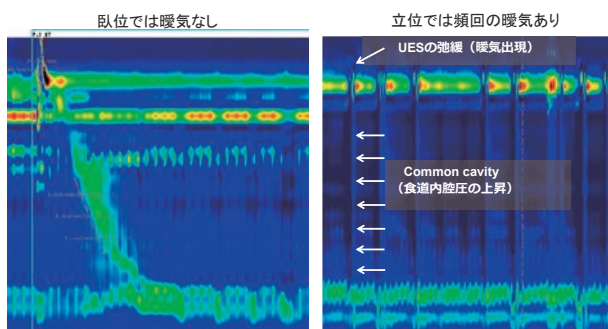 臥位では曖気なし
立位では頻回の曖気あり
UESの弛緩（曖気出現）
Common cavity
（食道内腔圧の上昇）